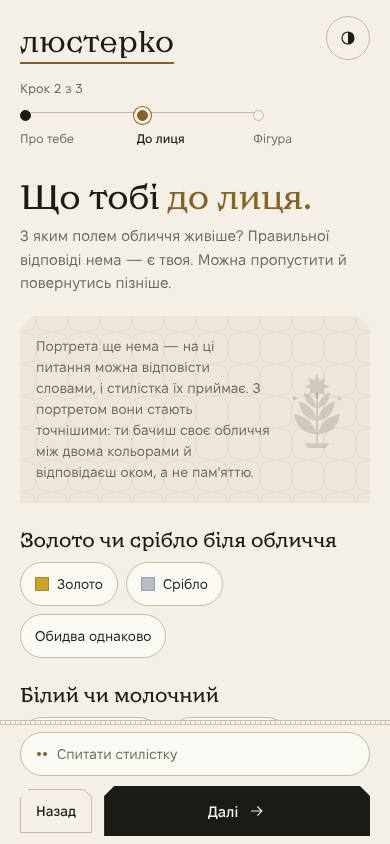 люстерко
Крок 2 з 3
Про тебе
До лиця
Фігура
Що тобі до лиця.
З яким полем обличчя живіше? Правильної
відповіді нема — є твоя. Можна пропустити й
повернутись пізніше.
Портрета ще нема — на ці
питання можна відповісти
словами, і стилістка їх приймає. З
портретом вони стають
точнішими: ти бачиш своє обличчя
між двома кольорами й
відповідаєш оком, а не пам'яттю.
Золото чи срібло біля обличчя
Золото
Срібло
Обидва однаково
Білий чи молочний
Спитати стилістку
Назад
Далі →